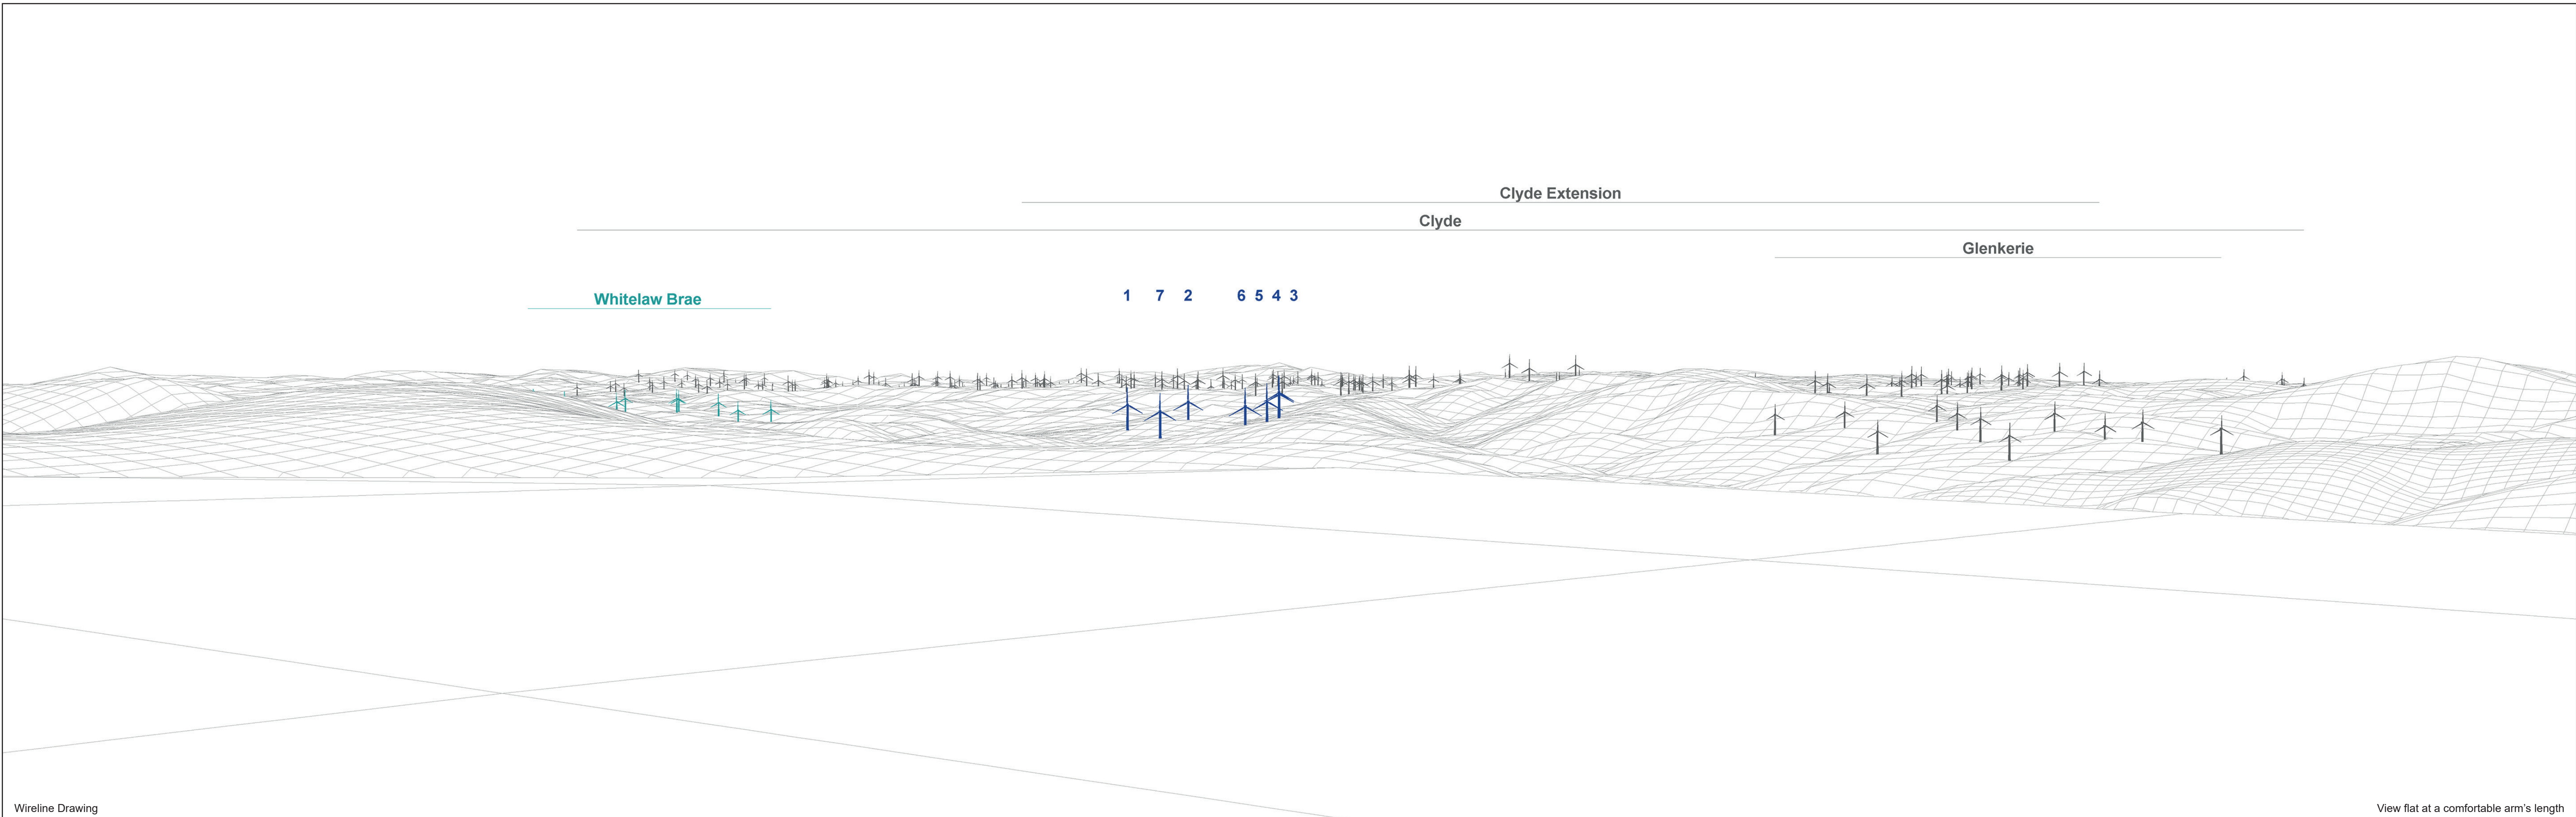 Clyde Extension
Clyde
Glenkerie
Whitelaw Brae
1 7 2 6 5 4 3
Wireline Drawing
View flat at a comfortable arm's length